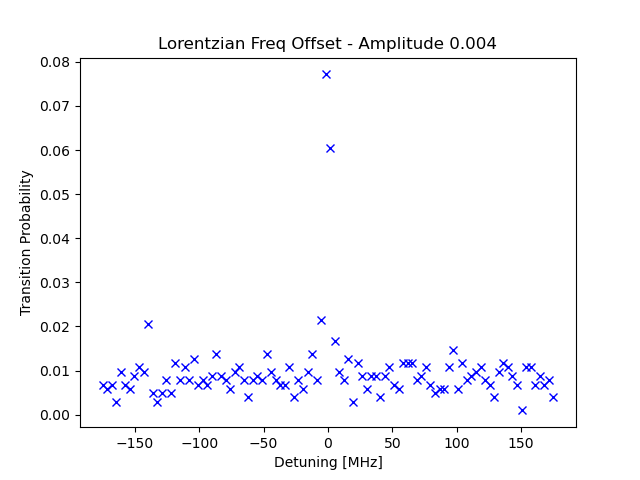 Lorentzian Freq Offset - Amplitude 0.004
0.08
0.07
0.06
0.05
0.04
0.03
0.02
0.01
0.00
Transition Probability
−150 −100 −50 0 50 100 150
Detuning [MHz]